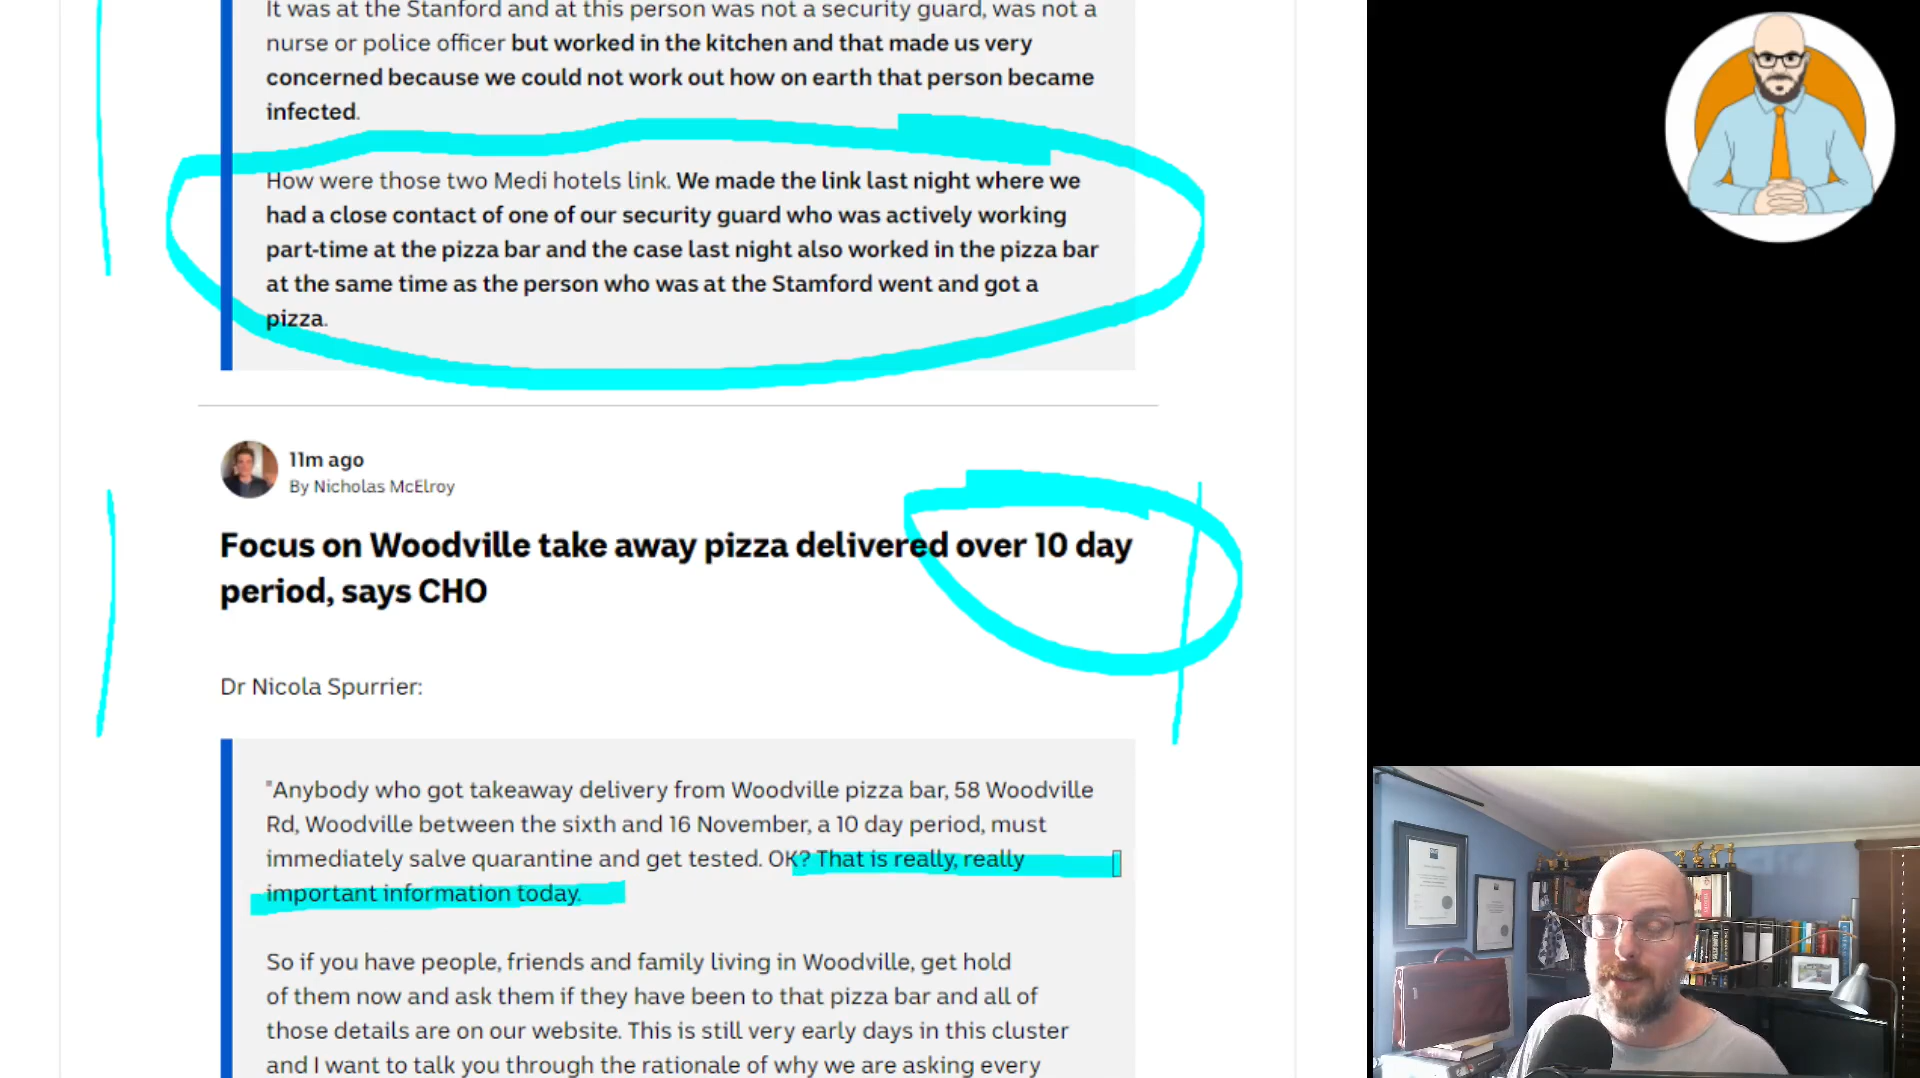 It was at the Stanford and at this person was not a security guard, was not a
nurse or police officer but worked in the kitchen and that made us very
concerned because we could not work out how on earth that person became
infected.
How were those two Medi hotels link. We made the link last night where we
had a close contact of one of our security guard who was actively working
part-time at the pizza bar and the case last night also worked in the pizza bar
at the same time as the person who was at the Stamford went and got a
pizza.
11m ago
By Nicholas McElroy
Focus on Woodville take away pizza delivered over 10 day
period, says CHO
Dr Nicola Spurrier:
"Anybody who got takeaway delivery from Woodville pizza bar, 58 Woodville
Rd, Woodville between the sixth and 16 November, a 10 day period, must
immediately salve quarantine and get tested. OK? That is really, really
important information today.
So if you have people, friends and family living in Woodville, get hold
of them now and ask them if they have been to that pizza bar and all of
those details are on our website. This is still very early days in this cluster
and I want to talk you through the rationale of why we are asking every